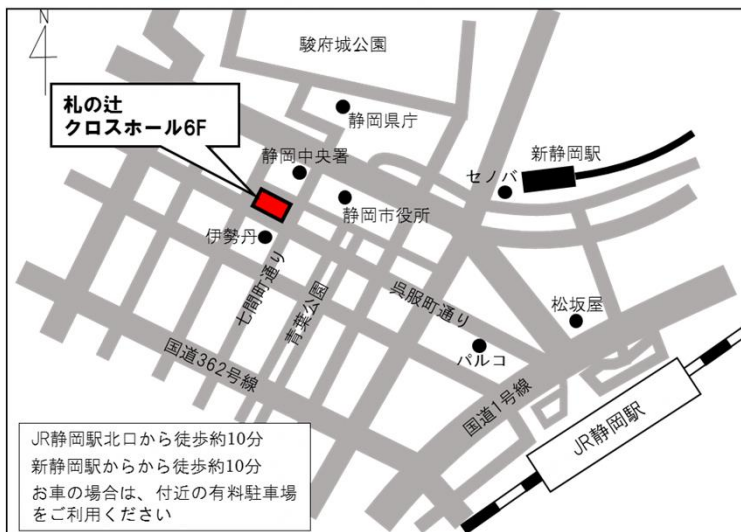 N
駿府城公園
札の辻
クロスホール6F
静岡県庁
静岡中央署
新静岡駅
セノバ
静岡市役所
伊勢丹
七間町通り
青葉公園
呉服町通り
松坂屋
パルコ
国道362号線
国道1号線
JR静岡駅
JR静岡駅北口から徒歩約10分
新静岡駅からから徒歩約10分
お車の場合は、付近の有料駐車場
をご利用ください